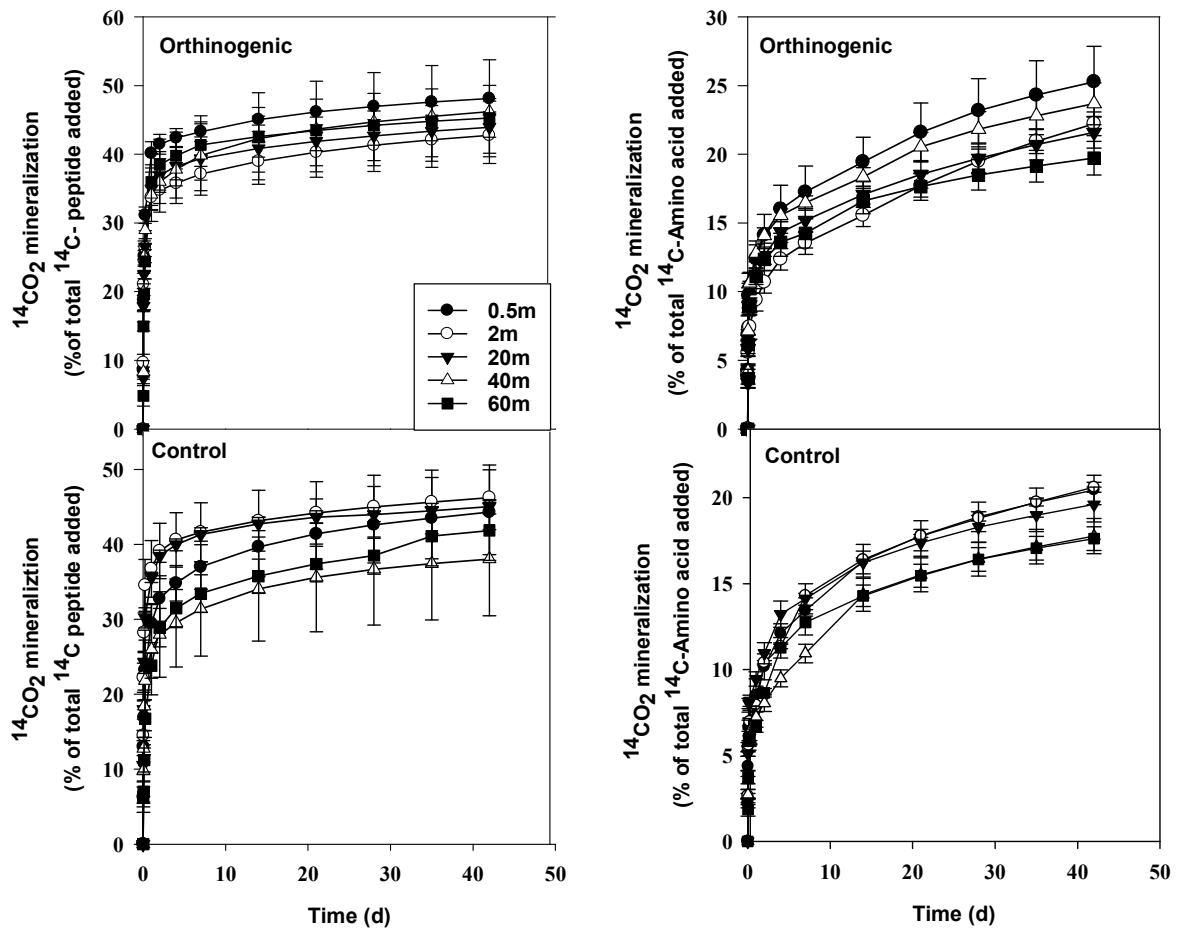 Orthinogenic
60
50
40
30
20
10
0
14CO2 mineralization
(%of total 14C- peptide added)
0.5m
2m
20m
40m
60m
Orthinogenic
30
25
20
15
10
5
0
14CO2 mineralization
(% of total 14C-Amino acid added)
Control
50
40
30
20
10
0
14CO2 mineraliztion
(% of total 14C peptide added)
0 10 20 30 40 50
Time (d)
Control
20
15
10
5
0
14CO2 mineralization
(% of total 14C-Amino acid added)
0 10 20 30 40 50
Time (d)